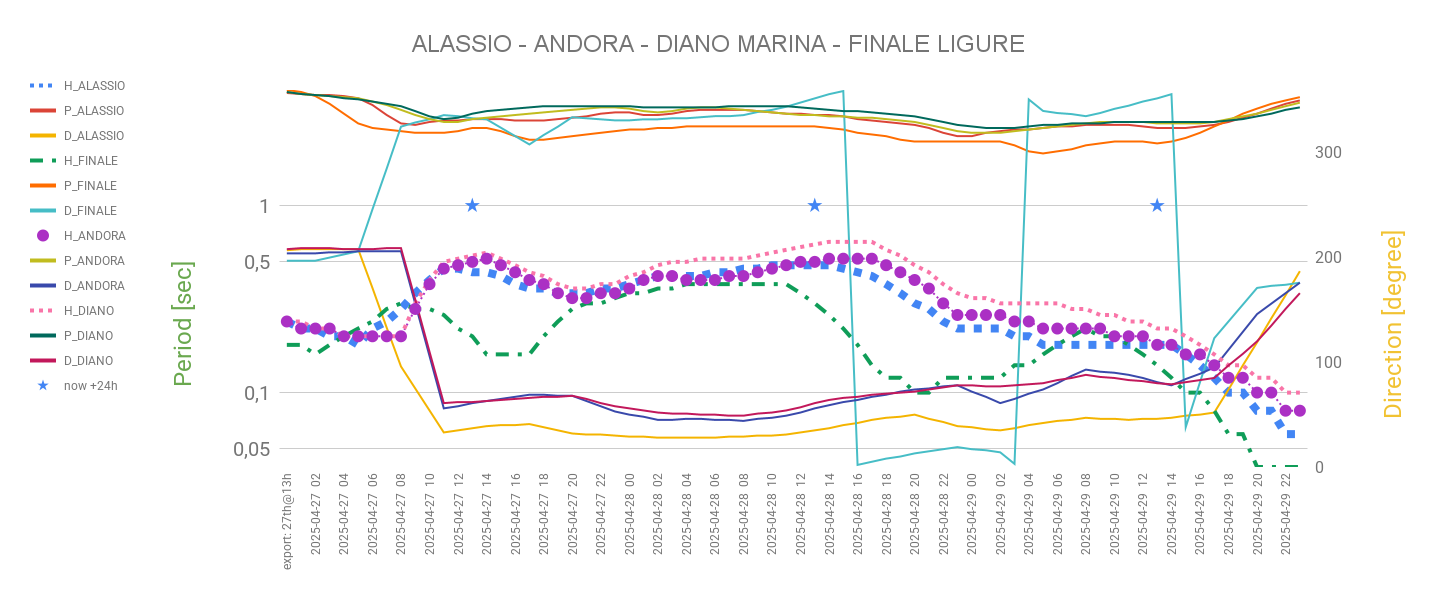 ALASSIO - ANDORA - DIANO MARINA - FINALE LIGURE
H_ALASSIO
P_ALASSIO
D_ALASSIO
H_FINALE
P_FINALE
D_FINALE
H_ANDORA
P_ANDORA
D_ANDORA
H_DIANO
P_DIANO
D_DIANO
now +24h
Period [sec]
1
0,5
0,1
0,05
300
200
100
0
Direction [degree]
export: 27th@13h
2025-04-27 02
2025-04-27 04
2025-04-27 06
2025-04-27 08
2025-04-27 10
2025-04-27 12
2025-04-27 14
2025-04-27 16
2025-04-27 18
2025-04-27 20
2025-04-27 22
2025-04-28 00
2025-04-28 02
2025-04-28 04
2025-04-28 06
2025-04-28 08
2025-04-28 10
2025-04-28 12
2025-04-28 14
2025-04-28 16
2025-04-28 18
2025-04-28 20
2025-04-28 22
2025-04-29 00
2025-04-29 02
2025-04-29 04
2025-04-29 06
2025-04-29 08
2025-04-29 10
2025-04-29 12
2025-04-29 14
2025-04-29 16
2025-04-29 18
2025-04-29 20
2025-04-29 22